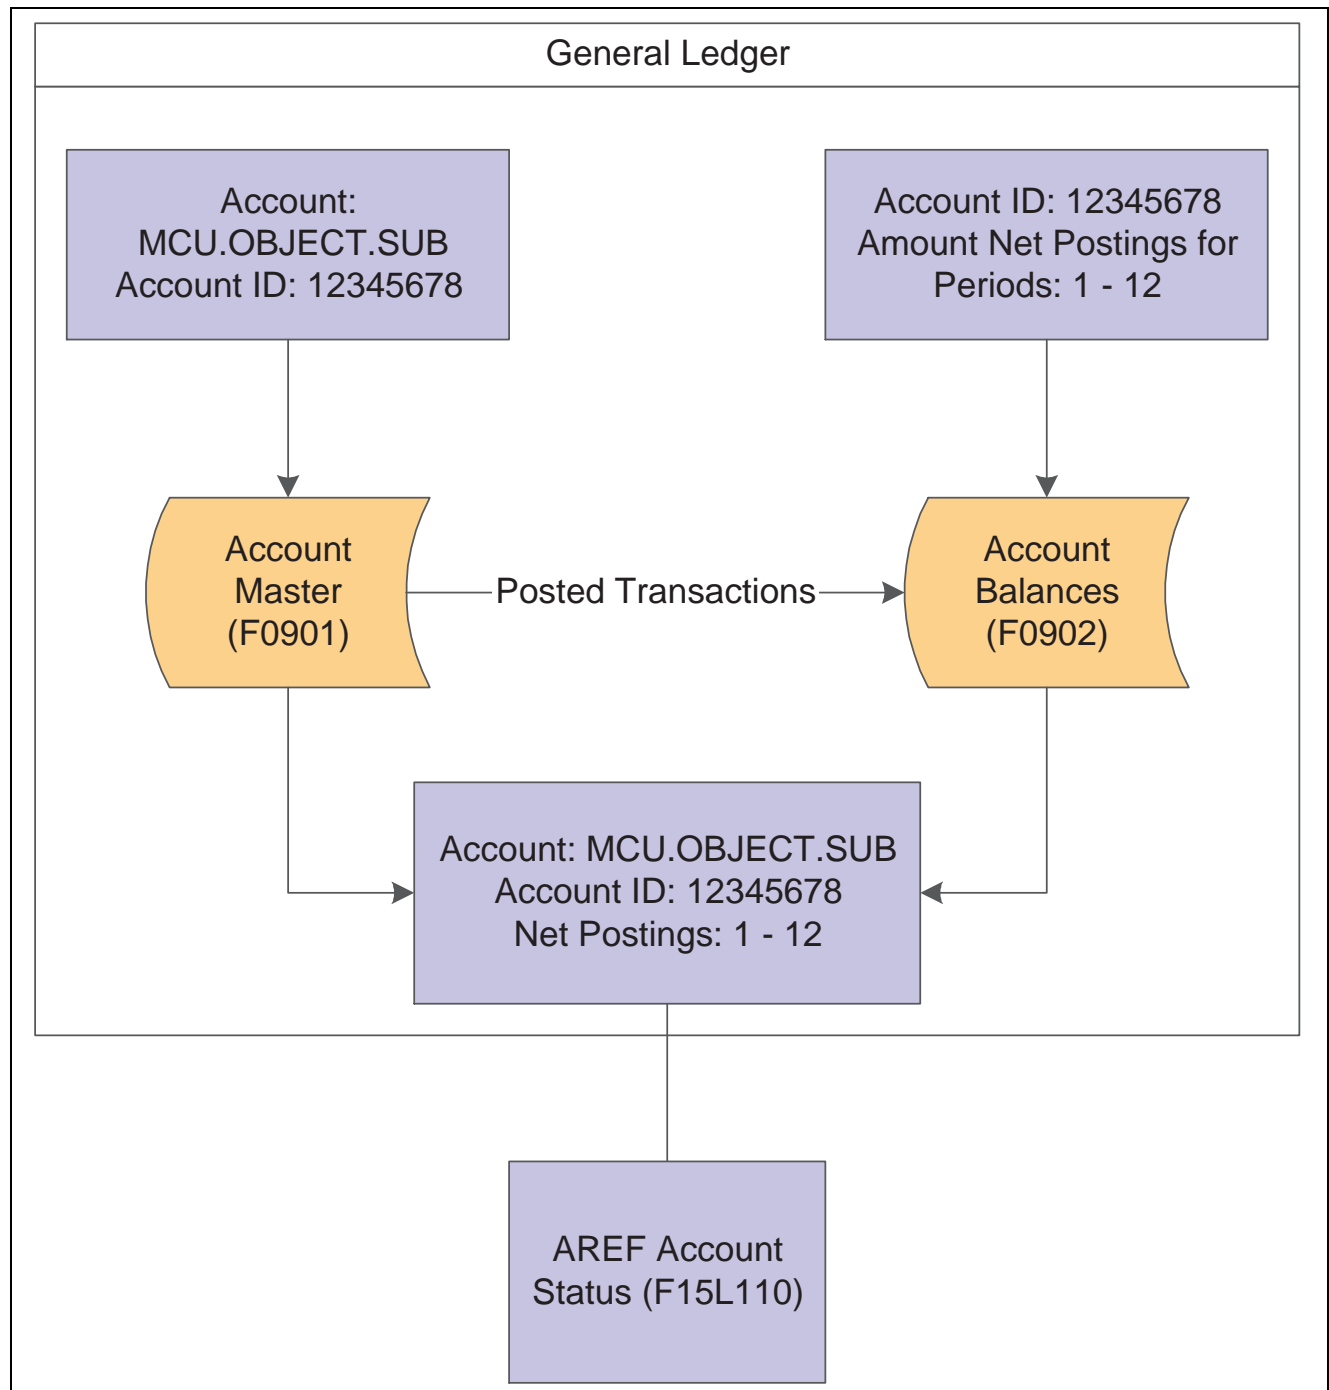 General Ledger
Account:
MCU.OBJECT.SUB
Account ID: 12345678
Account ID: 12345678
Amount Net Postings for
Periods: 1 - 12
Account
Master
(F0901)
Posted Transactions
Account
Balances
(F0902)
Account: MCU.OBJECT.SUB
Account ID: 12345678
Net Postings: 1 - 12
AREF Account
Status (F15L110)